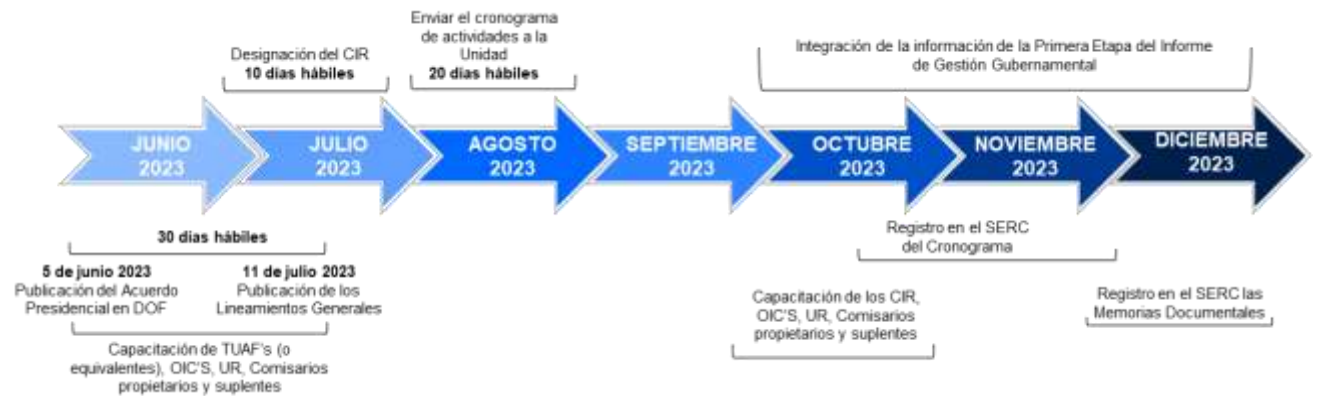 Enviar el cronograma
de actividades a la
Unidad
20 días hábiles
Designación del CIR
10 días hábiles
Integración de la información de la Primera Etapa del Informe
de Gestión Gubernamental
JUNIO
2023
JULIO
2023
AGOSTO
2023
SEPTIEMBRE
2023
OCTUBRE
2023
NOVIEMBRE
2023
DICIEMBRE
2023
30 días hábiles
5 de junio 2023
Publicación del Acuerdo
Presidencial en DOF
11 de julio 2023
Publicación de los
Lineamientos Generales
Capacitación de TUAF's (o
equivalentes), OIC'S, UR, Comisarios
propietarios y suplentes
Registro en el SERC
del Cronograma
Capacitación de los CIR,
OIC'S, UR, Comisarios
propietarios y suplentes
Registro en el SERC las
Memorias Documentales